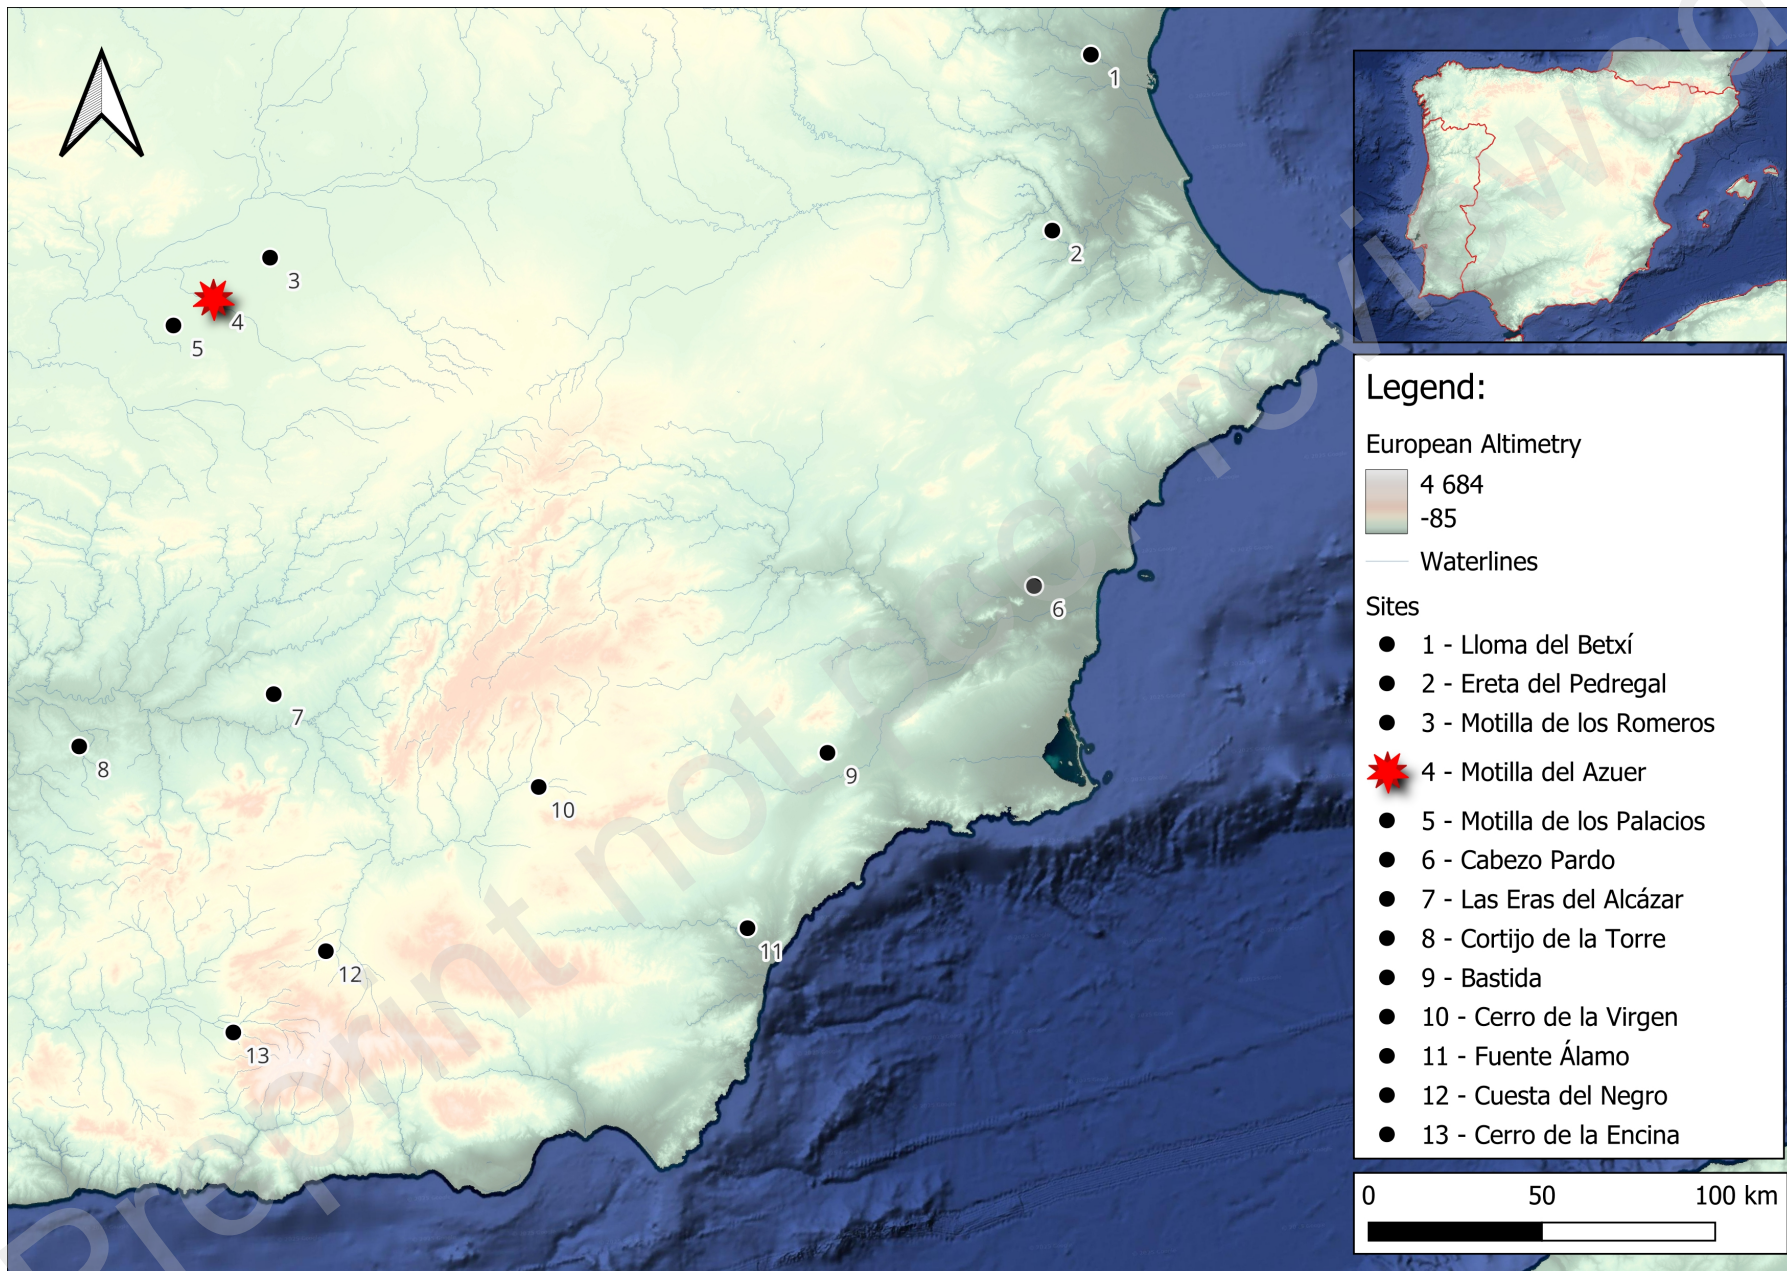 1
2
3
4
5
6
7
8
9
10
11
12
13
Legend:
European Altimetry
4 684
-85
Waterlines
Sites
1 - Lloma del Betxí
2 - Ereta del Pedregal
3 - Motilla de los Romeros
4 - Motilla del Azuer
5 - Motilla de los Palacios
6 - Cabezo Pardo
7 - Las Eras del Alcázar
8 - Cortijo de la Torre
9 - Bastida
10 - Cerro de la Virgen
11 - Fuente Álamo
12 - Cuesta del Negro
13 - Cerro de la Encina
0 50 100 km
Preprint not peer reviewed